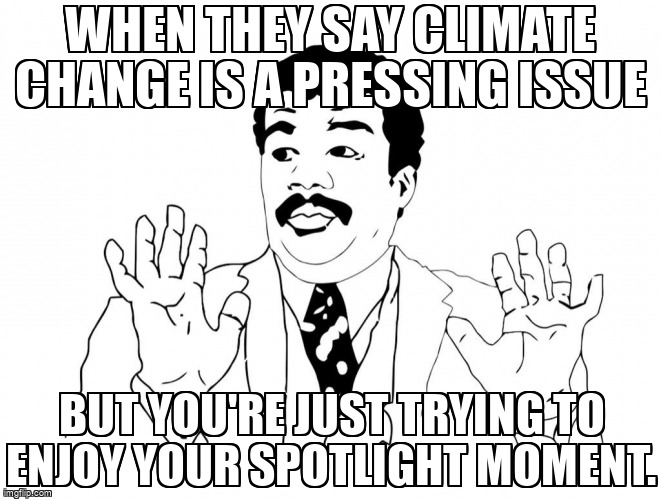 WHEN THEY SAY CLIMATE
CHANGE IS A PRESSING ISSUE
BUT YOU'RE JUST TRYING TO
ENJOY YOUR SPOTLIGHT MOMENT.
imgflip.com